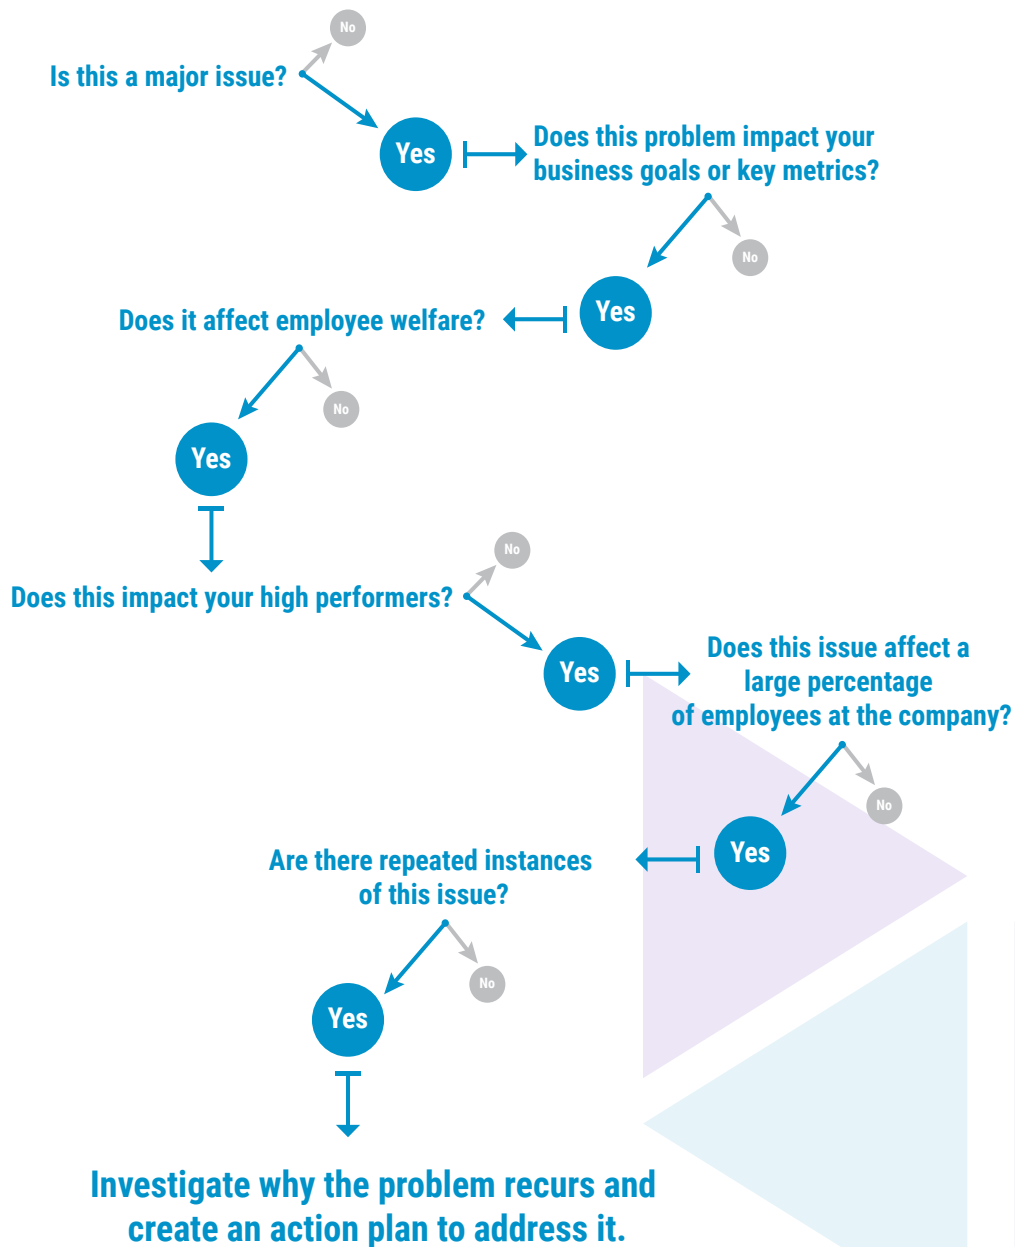 No
Is this a major issue?
Yes
Does this problem impact your
business goals or key metrics?
No
Yes
Does it affect employee welfare?
No
Yes
No
Does this impact your high performers?
Yes
Does this issue affect a
large percentage
of employees at the company?
No
Yes
Are there repeated instances
of this issue?
No
Yes
Investigate why the problem recurs and
create an action plan to address it.